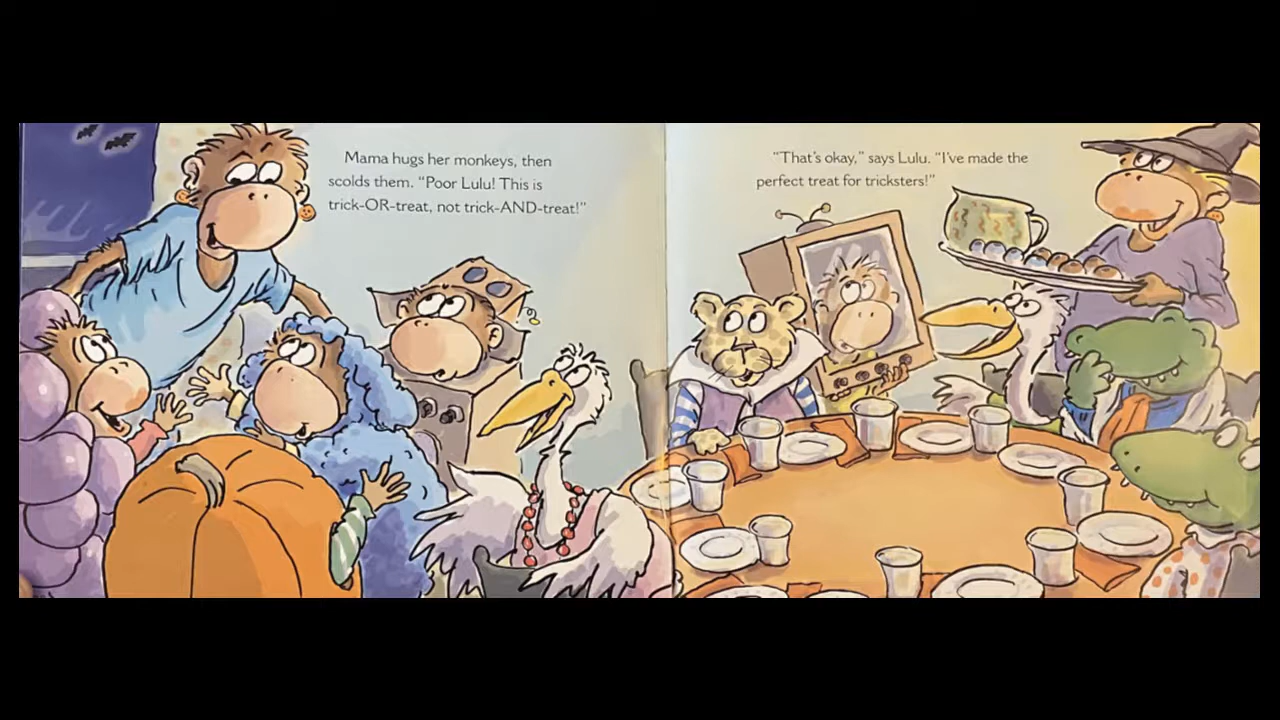 Mama hugs her monkeys, then
scolds them. “Poor Lulu! This is
trick-OR-treat, not trick-AND-treat!”
“That’s okay,” says Lulu. “I’ve made the
perfect treat for tricksters!”